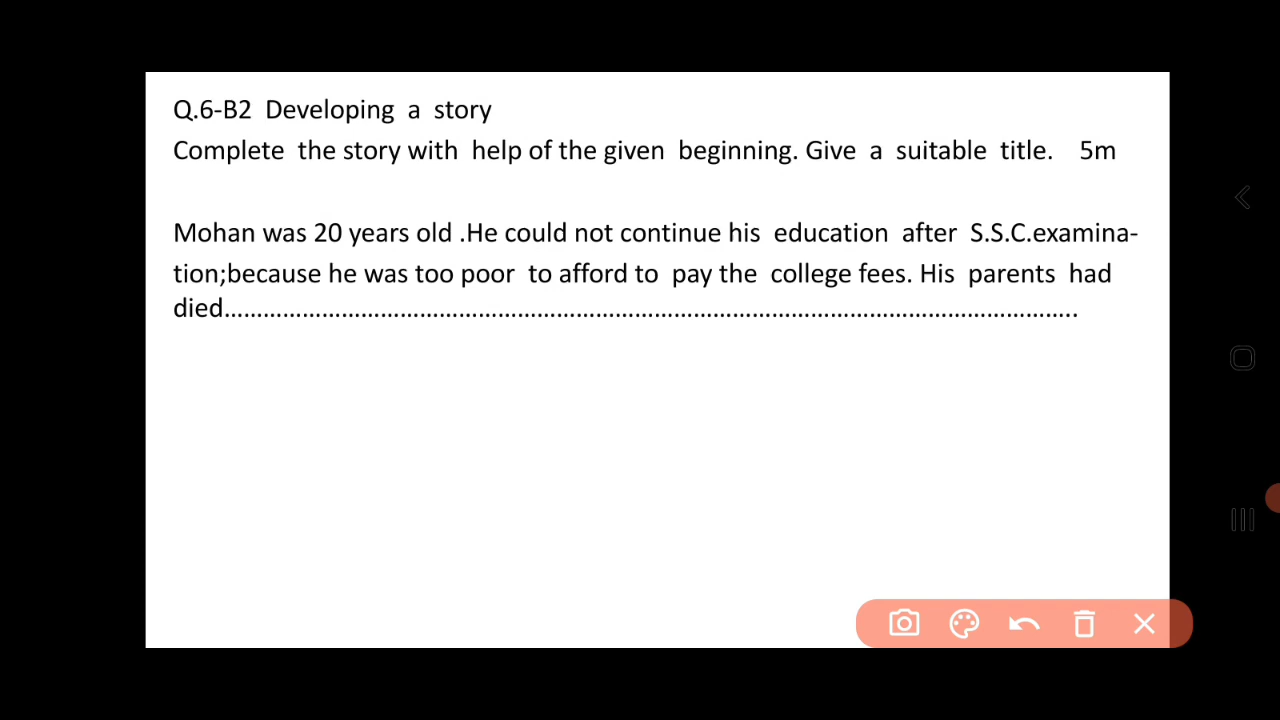 Q.6-B2 Developing a story
Complete the story with help of the given beginning. Give a suitable title. 5m
Mohan was 20 years old .He could not continue his education after S.S.C.examina-
tion;because he was too poor to afford to pay the college fees. His parents had
died....................................................................................................................................